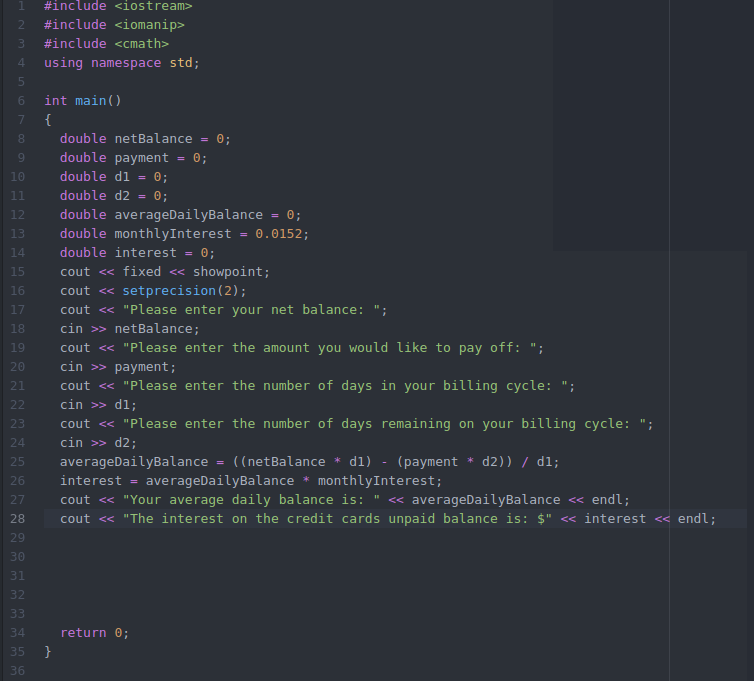 1 #include <iostream>
2 #include <iomanip>
3 #include <cmath>
4 using namespace std;
5
6 int main()
7 {
8   double netBalance = 0;
9   double payment = 0;
10   double d1 = 0;
11   double d2 = 0;
12   double averageDailyBalance = 0;
13   double monthlyInterest = 0.0152;
14   double interest = 0;
15   cout << fixed << showpoint;
16   cout << setprecision(2);
17   cout << "Please enter your net balance: ";
18   cin >> netBalance;
19   cout << "Please enter the amount you would like to pay off: ";
20   cin >> payment;
21   cout << "Please enter the number of days in your billing cycle: ";
22   cin >> d1;
23   cout << "Please enter the number of days remaining on your billing cycle: ";
24   cin >> d2;
25   averageDailyBalance = ((netBalance * d1) - (payment * d2)) / d1;
26   interest = averageDailyBalance * monthlyInterest;
27   cout << "Your average daily balance is: " << averageDailyBalance << endl;
28   cout << "The interest on the credit cards unpaid balance is: $" << interest << endl;
29
30
31
32
33
34   return 0;
35 }
36